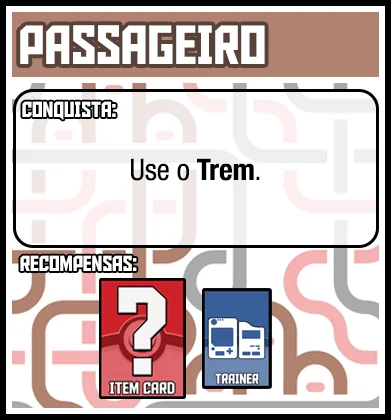 PASSAGEIRO
CONQUISTA:
Use o Trem.
RECOMPENSAS:
?
ITEM CARD
TRAINER